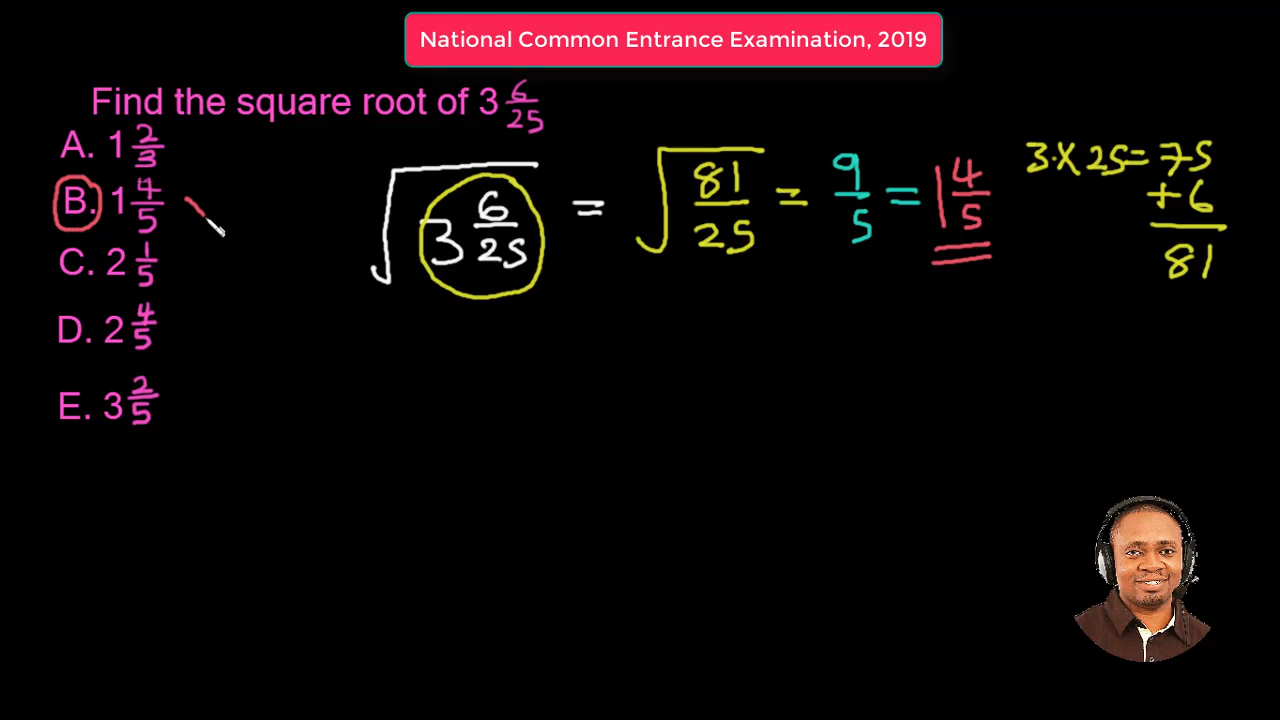 National Common Entrance Examination, 2019
Find the square root of 3 6/25
A. 1 2/3
B. 1 4/5
C. 2 1/5
D. 2 4/5
E. 3 2/5
√(3 6/25) = √(81/25) = 9/5 = 1 4/5
3 × 25 = 75
+ 6
81